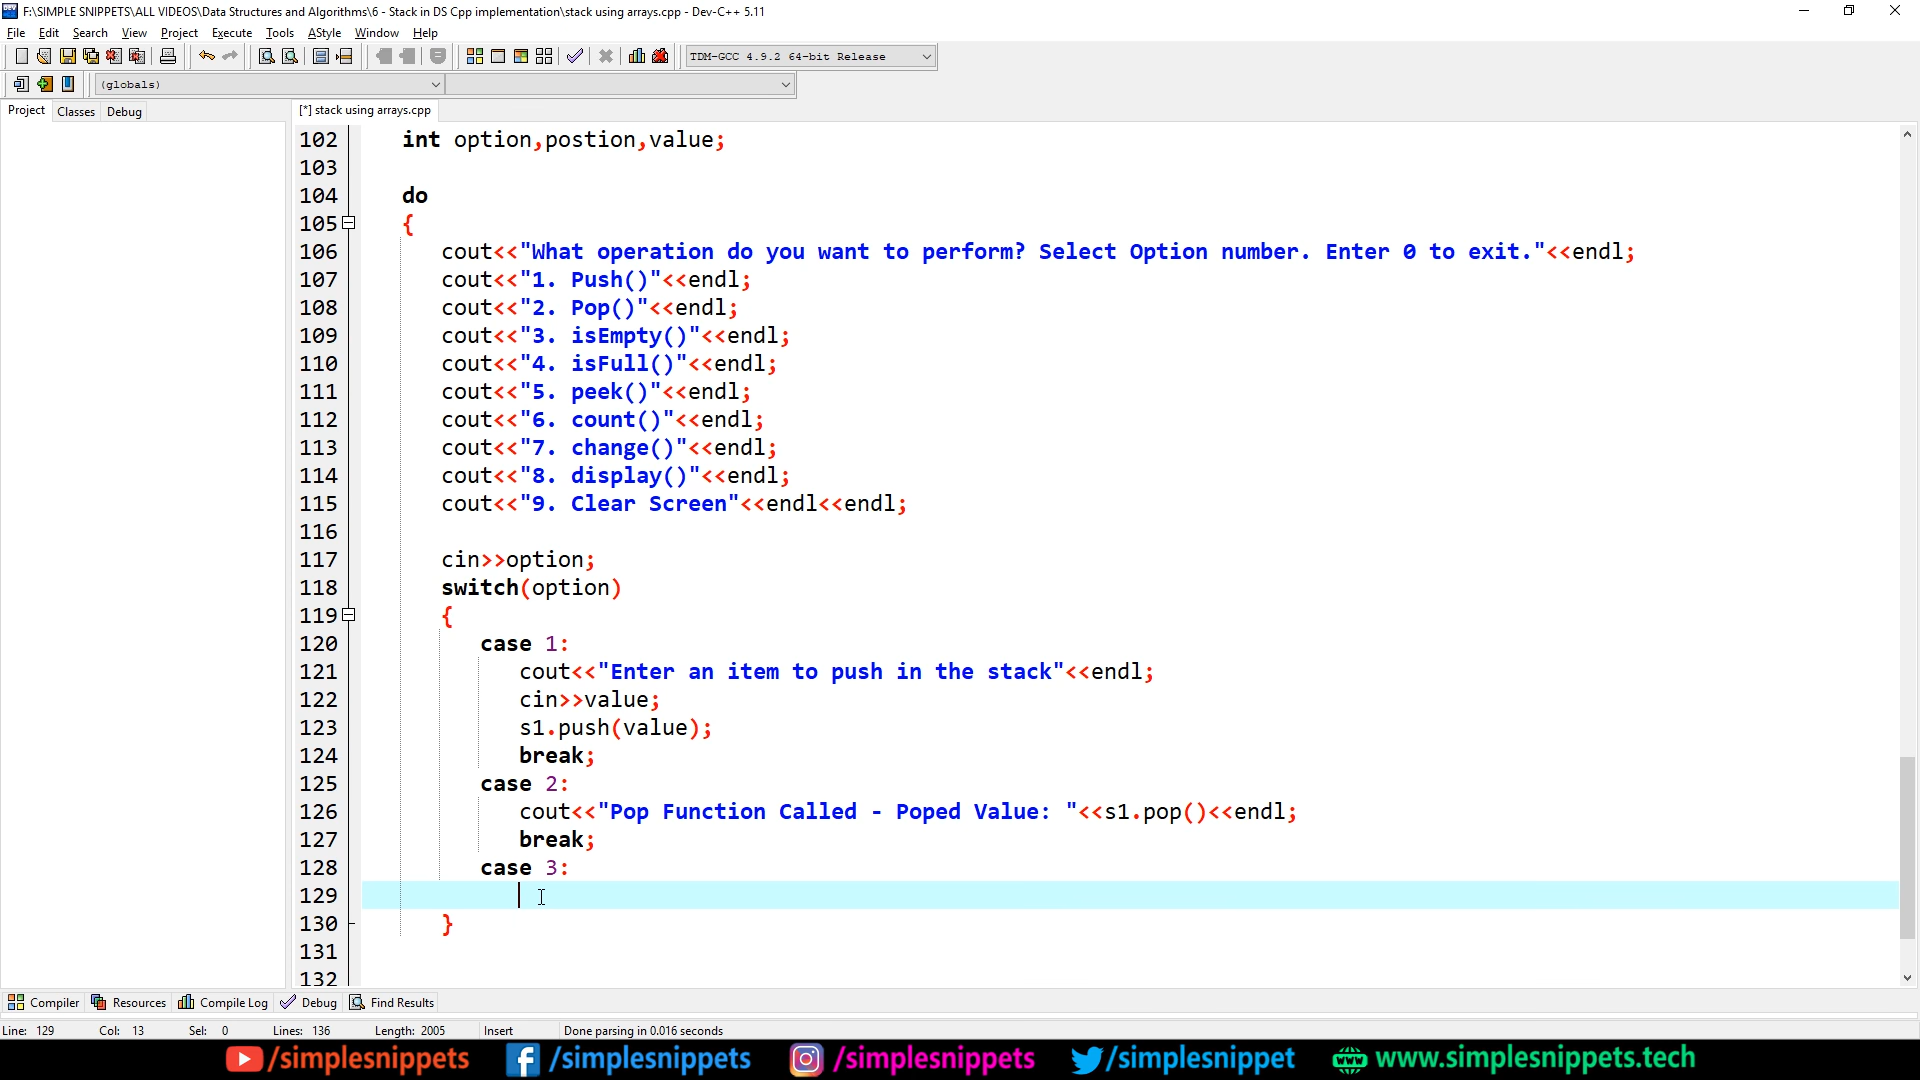 F:\SIMPLE SNIPPETS\ALL VIDEOS\Data Structures and Algorithms\6 - Stack in DS Cpp implementation\stack using arrays.cpp - Dev-C++ 5.11
File Edit Search View Project Execute Tools AStyle Window Help
TDM-GCC 4.9.2 64-bit Release
(globals)
Project Classes Debug
[*] stack using arrays.cpp
102 int option,postion,value;
103
104 do
105 {
106 cout<<"What operation do you want to perform? Select Option number. Enter 0 to exit."<<endl;
107 cout<<"1. Push()"<<endl;
108 cout<<"2. Pop()"<<endl;
109 cout<<"3. isEmpty()"<<endl;
110 cout<<"4. isFull()"<<endl;
111 cout<<"5. peek()"<<endl;
112 cout<<"6. count()"<<endl;
113 cout<<"7. change()"<<endl;
114 cout<<"8. display()"<<endl;
115 cout<<"9. Clear Screen"<<endl<<endl;
116
117 cin>>option;
118 switch(option)
119 {
120 case 1:
121 cout<<"Enter an item to push in the stack"<<endl;
122 cin>>value;
123 s1.push(value);
124 break;
125 case 2:
126 cout<<"Pop Function Called - Poped Value: "<<s1.pop()<<endl;
127 break;
128 case 3:
129
130 }
131
132
Compiler Resources Compile Log Debug Find Results
Line: 129 Col: 13 Sel: 0 Lines: 136 Length: 2005 Insert Done parsing in 0.016 seconds
/simplesnippets /simplesnippets /simplesnippets /simplesnippet www.simplesnippets.tech